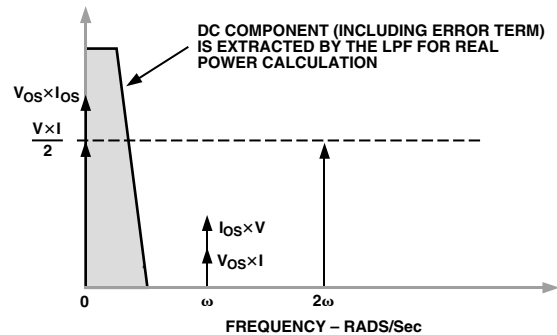 DC COMPONENT (INCLUDING ERROR TERM)
IS EXTRACTED BY THE LPF FOR REAL
POWER CALCULATION
VOS×IOS
V×I
2
IOS×V
VOS×I
0
ω
2ω
FREQUENCY – RADS/Sec